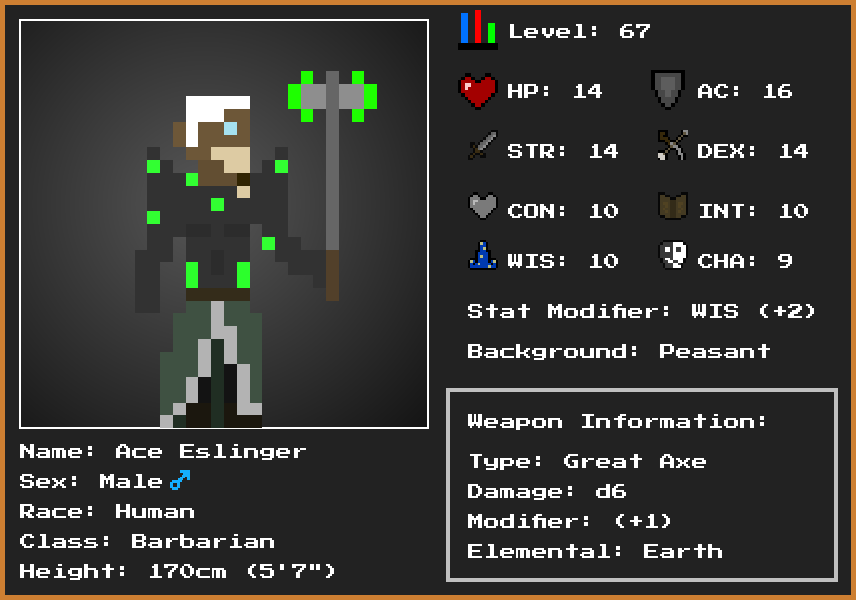 Level: 67
HP: 14 AC: 16
STR: 14 DEX: 14
CON: 10 INT: 10
WIS: 10 CHA: 9
Stat Modifier: WIS (+2)
Background: Peasant
Weapon Information:
Type: Great Axe
Damage: d6
Modifier: (+1)
Elemental: Earth
Name: Ace Eslinger
Sex: Male ♂
Race: Human
Class: Barbarian
Height: 170cm (5'7")